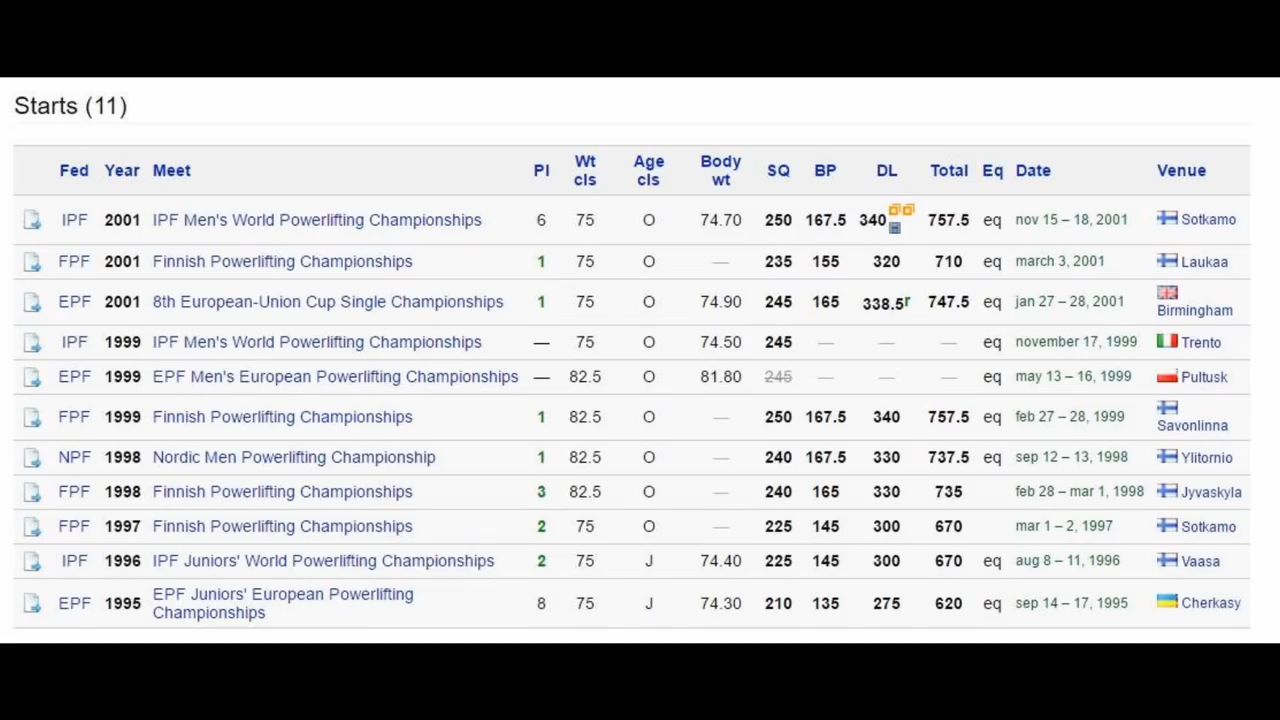 Starts (11)
Fed Year Meet Pl Wt cls Age cls Body wt SQ BP DL Total Eq Date Venue
IPF 2001 IPF Men's World Powerlifting Championships 6 75 O 74.70 250 167.5 340 757.5 eq nov 15 – 18, 2001 Sotkamo
FPF 2001 Finnish Powerlifting Championships 1 75 O — 235 155 320 710 eq march 3, 2001 Laukaa
EPF 2001 8th European-Union Cup Single Championships 1 75 O 74.90 245 165 338.5r 747.5 eq jan 27 – 28, 2001 Birmingham
IPF 1999 IPF Men's World Powerlifting Championships — 75 O 74.50 245 — — — eq november 17, 1999 Trento
EPF 1999 EPF Men's European Powerlifting Championships — 82.5 O 81.80 245 — — — eq may 13 – 16, 1999 Pultusk
FPF 1999 Finnish Powerlifting Championships 1 82.5 O — 250 167.5 340 757.5 eq feb 27 – 28, 1999 Savonlinna
NPF 1998 Nordic Men Powerlifting Championship 1 82.5 O — 240 167.5 330 737.5 eq sep 12 – 13, 1998 Ylitornio
FPF 1998 Finnish Powerlifting Championships 3 82.5 O — 240 165 330 735 feb 28 – mar 1, 1998 Jyvaskyla
FPF 1997 Finnish Powerlifting Championships 2 75 O — 225 145 300 670 mar 1 – 2, 1997 Sotkamo
IPF 1996 IPF Juniors' World Powerlifting Championships 2 75 J 74.40 225 145 300 670 eq aug 8 – 11, 1996 Vaasa
EPF 1995 EPF Juniors' European Powerlifting Championships 8 75 J 74.30 210 135 275 620 eq sep 14 – 17, 1995 Cherkasy